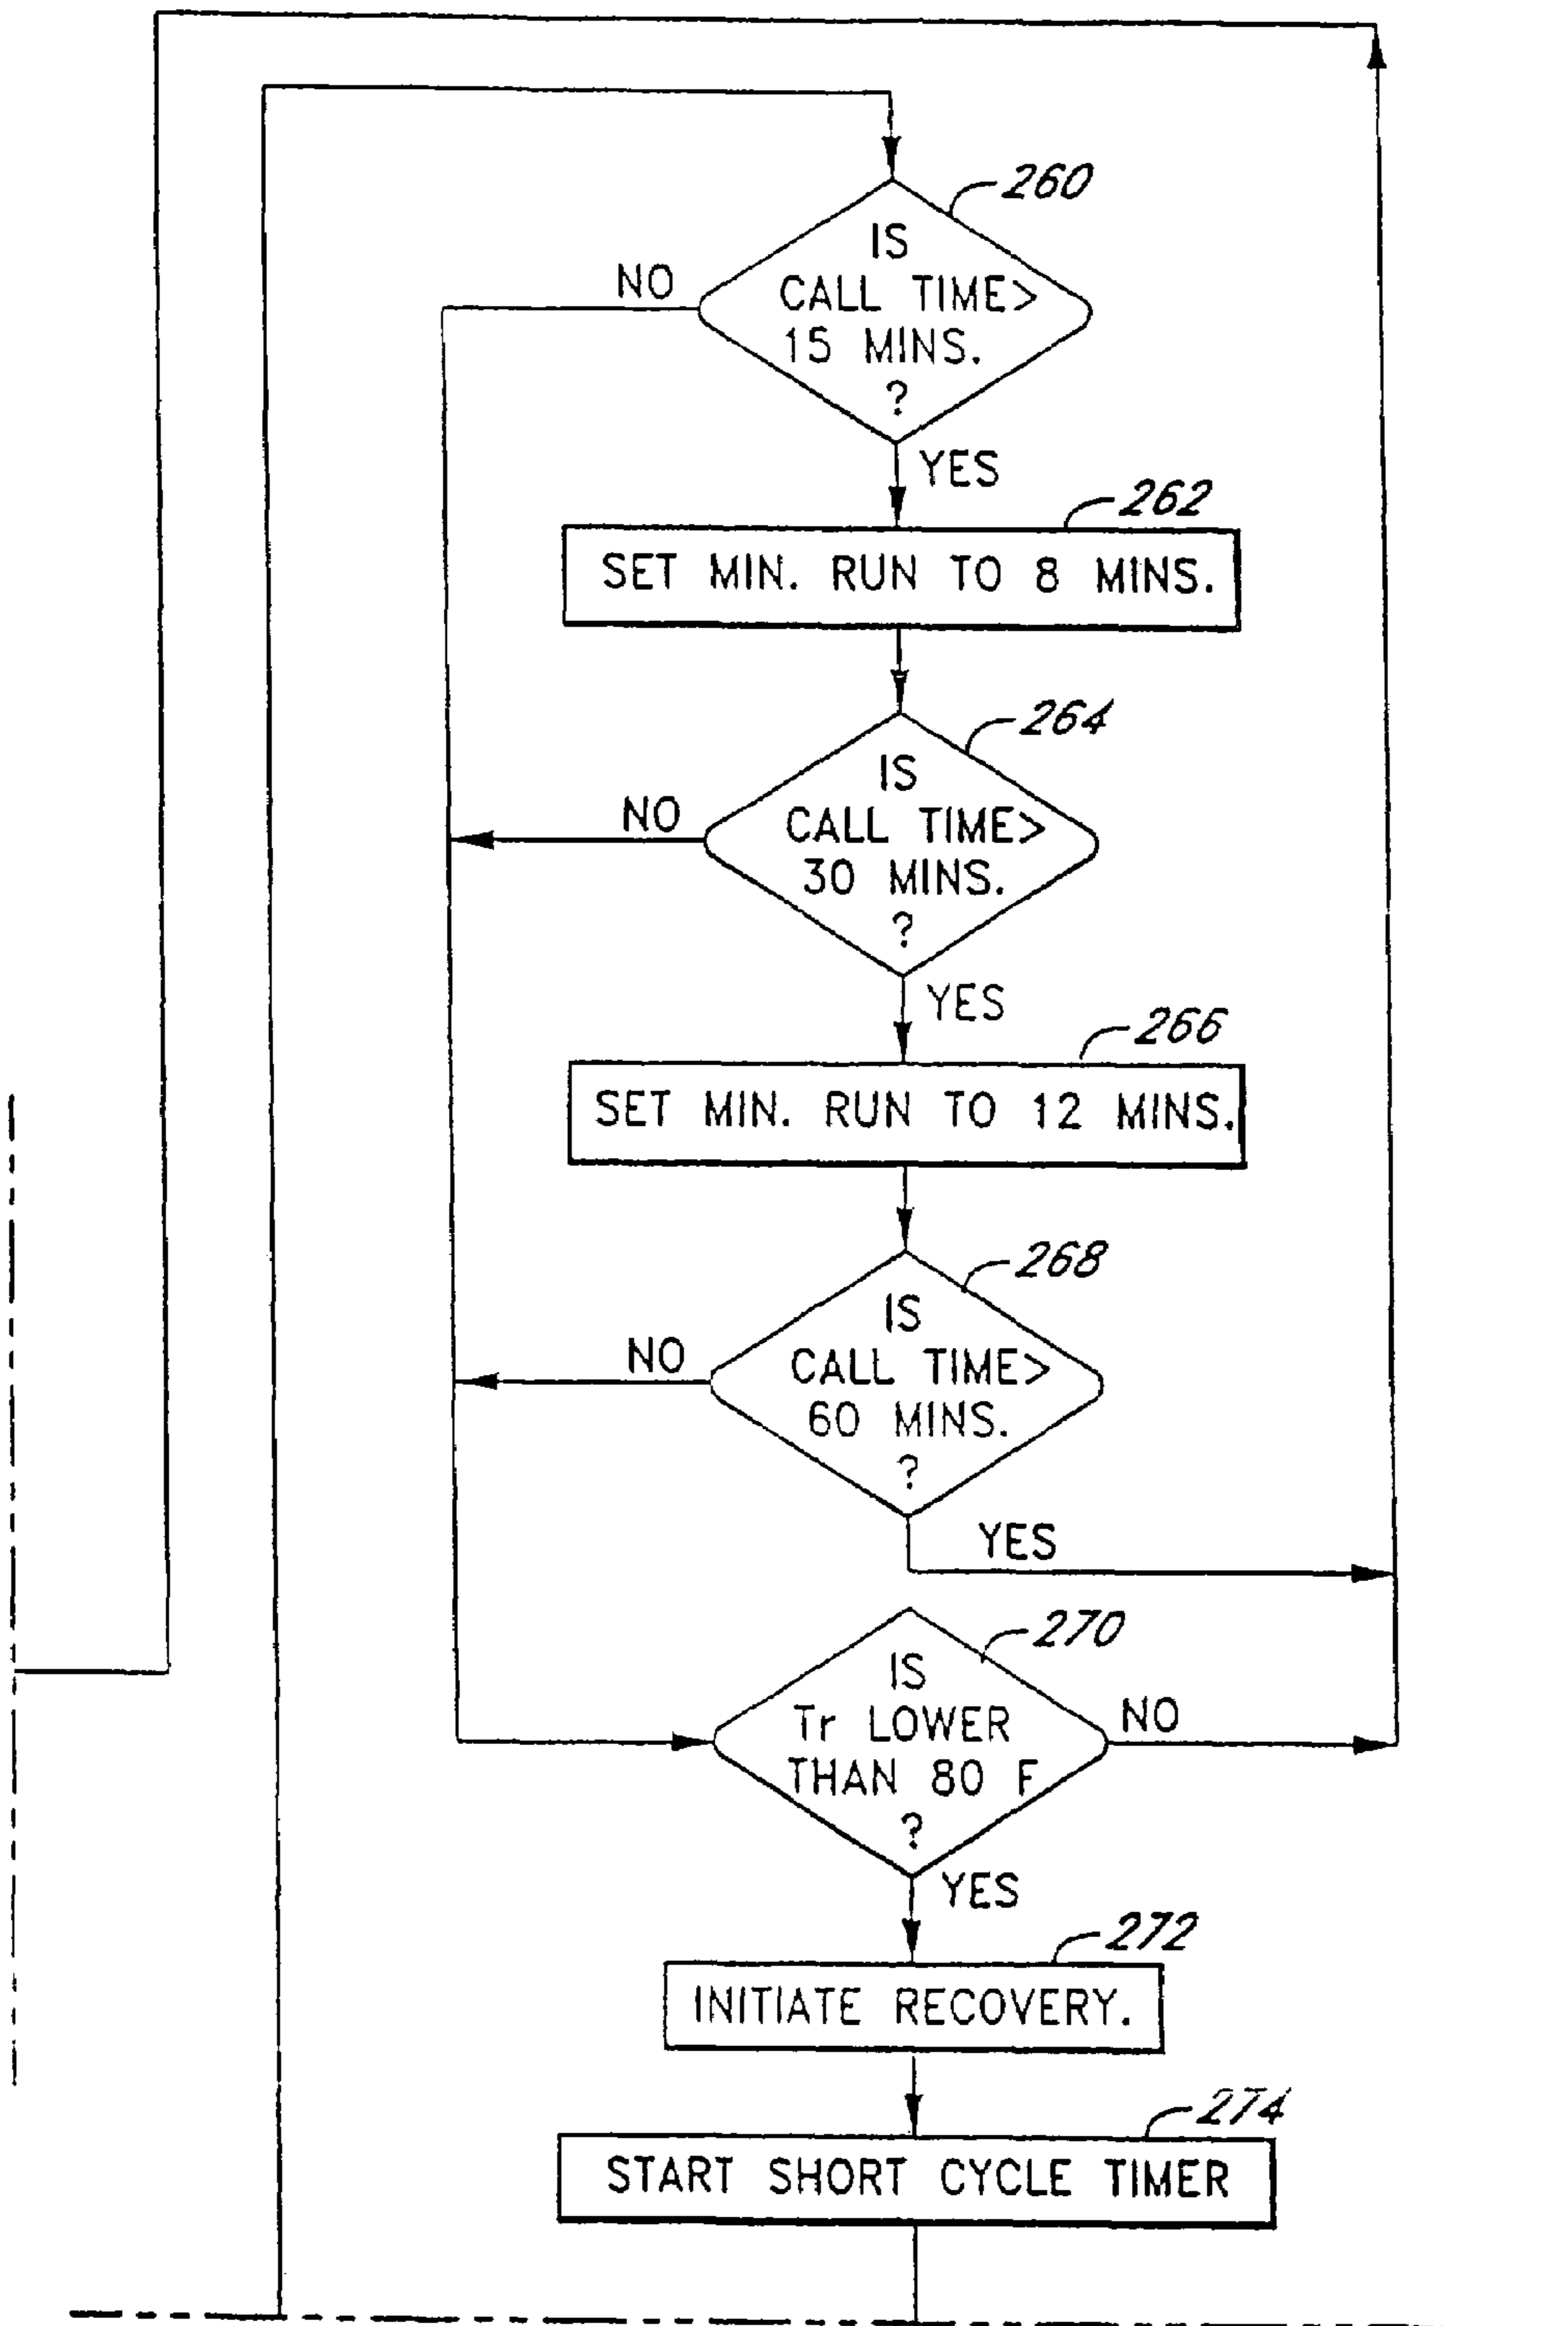 260
IS
CALL TIME>
15 MINS.
?
NO
YES
262
SET MIN. RUN TO 8 MINS.
264
IS
CALL TIME>
30 MINS.
?
NO
YES
266
SET MIN. RUN TO 12 MINS.
268
IS
CALL TIME>
60 MINS.
?
NO
YES
270
IS
Tr LOWER
THAN 80 F
?
NO
YES
272
INITIATE RECOVERY.
274
START SHORT CYCLE TIMER